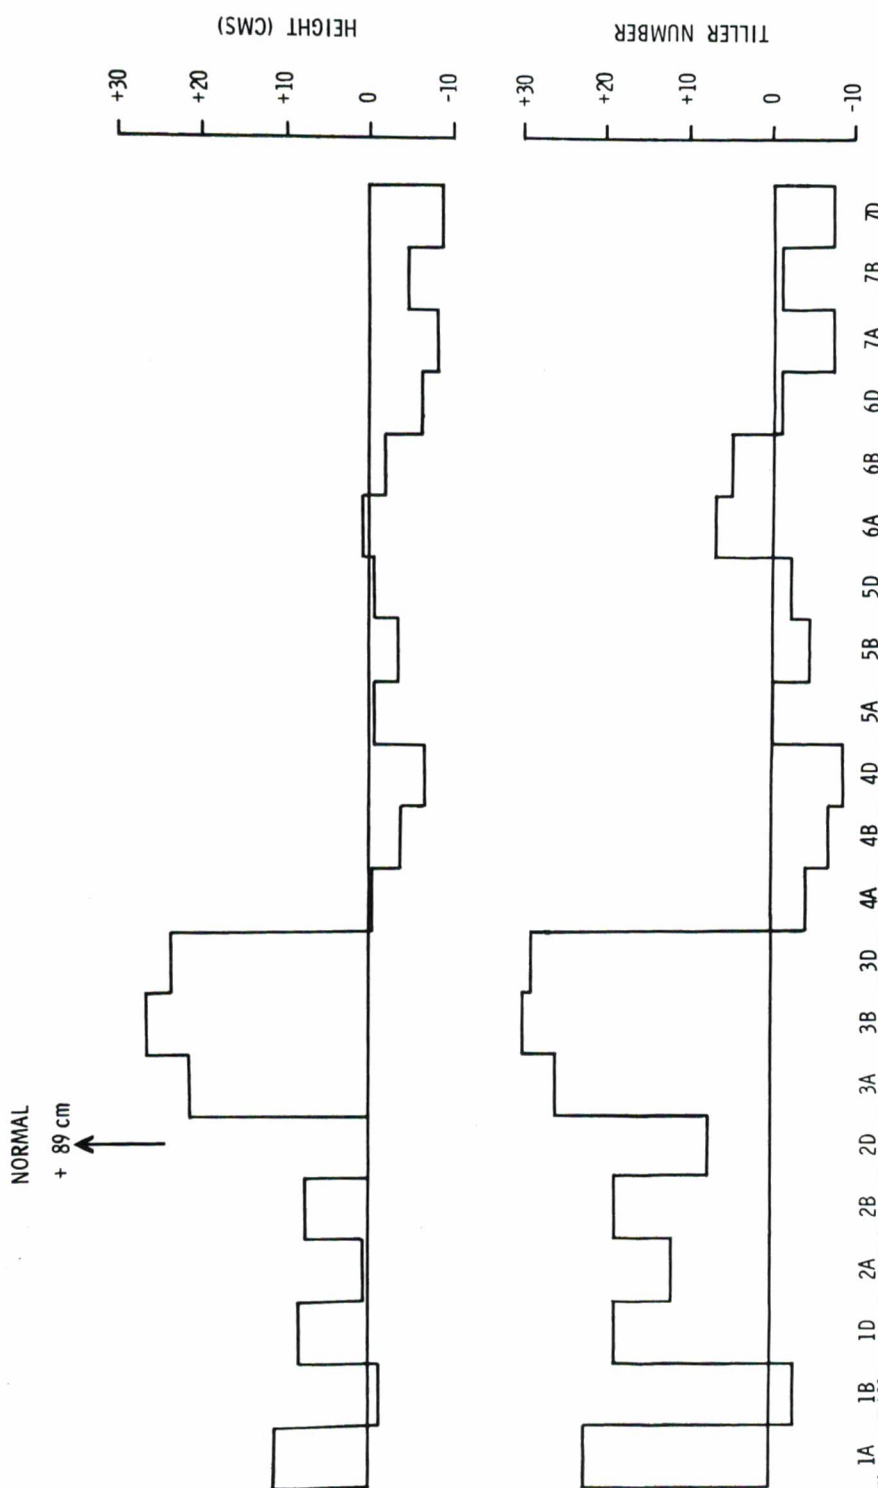 NORMAL
+ 89 cm
HEIGHT (CMS)
+30
+20
+10
0
-10
TILLER NUMBER
+30
+20
+10
0
-10
1A 1B 1D 2A 2B 2D 3A 3B 3D 4A 4B 4D 5A 5B 5D 6A 6B 6D 7A 7B 7D